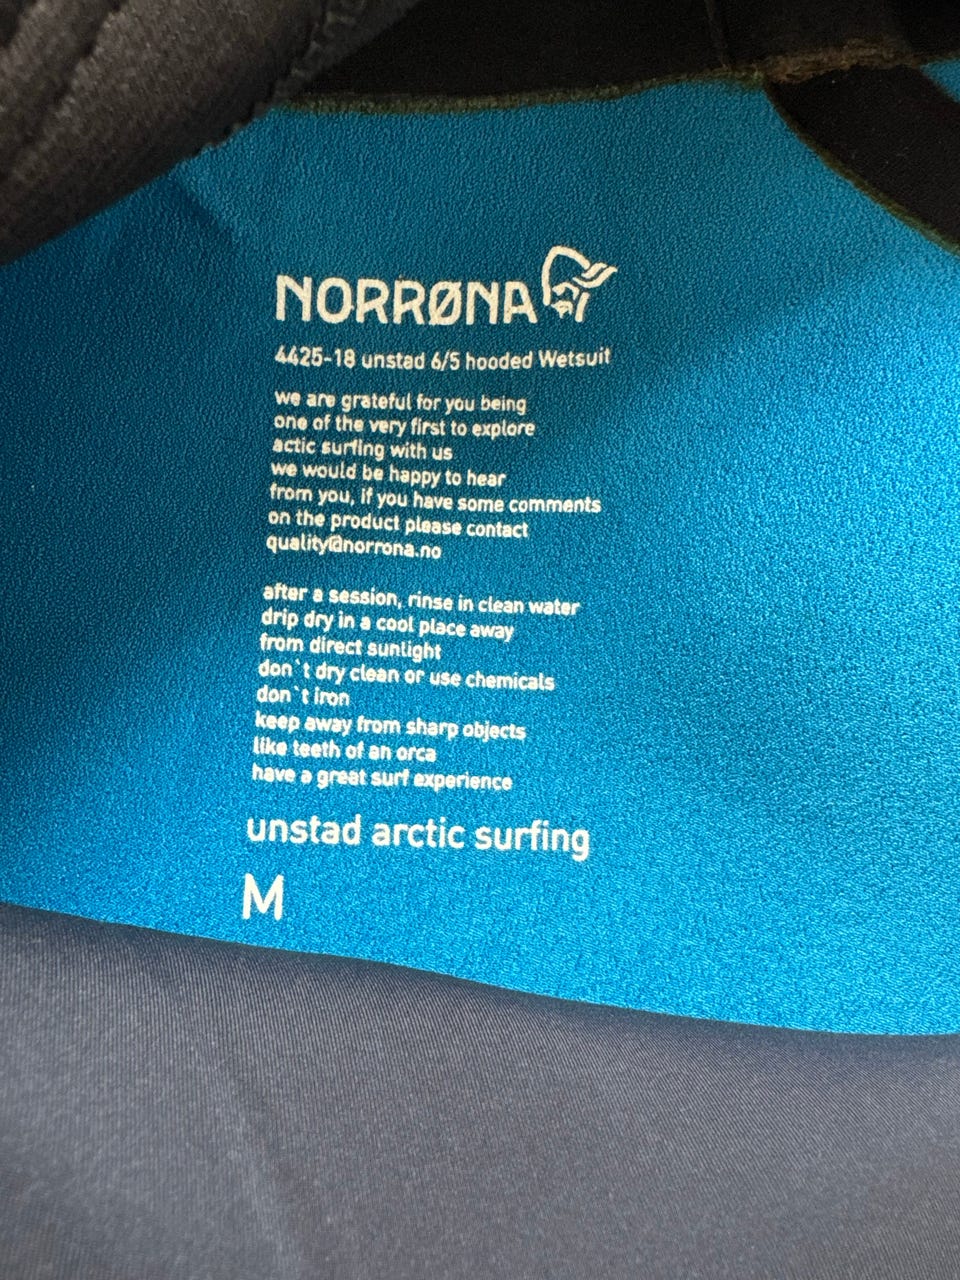 NORRØNA
4425-18 unstad 6/5 hooded Wetsuit
we are grateful for you being
one of the very first to explore
actic surfing with us
we would be happy to hear
from you, if you have some comments
on the product please contact
quality@norrona.no
after a session, rinse in clean water
drip dry in a cool place away
from direct sunlight
don`t dry clean or use chemicals
don`t iron
keep away from sharp objects
like teeth of an orca
have a great surf experience
unstad arctic surfing
M